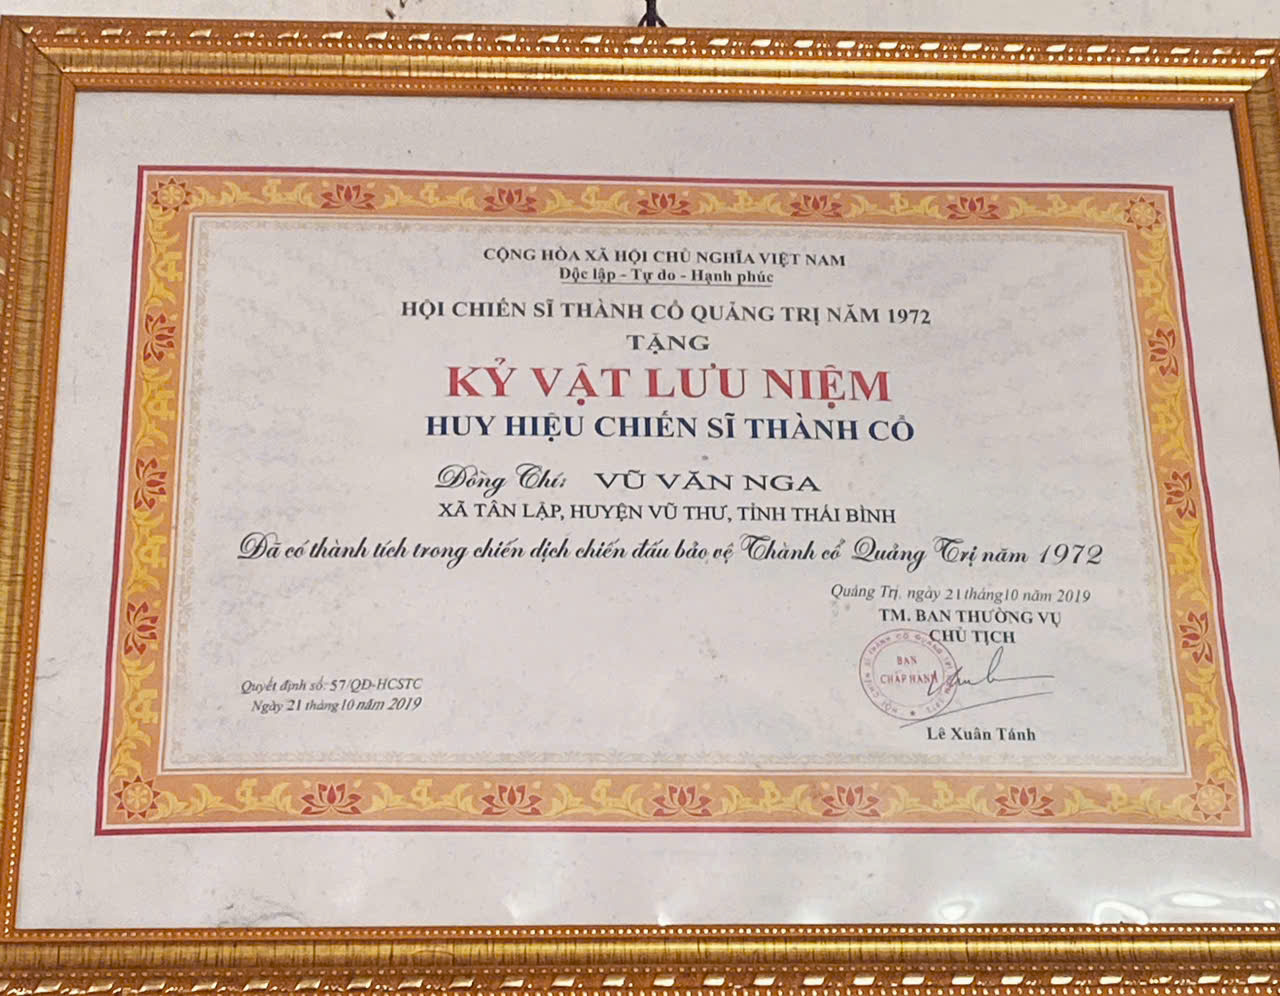 CỘNG HÒA XÃ HỘI CHỦ NGHĨA VIỆT NAM
Độc lập - Tự do - Hạnh phúc
HỘI CHIẾN SĨ THÀNH CỔ QUẢNG TRỊ NĂM 1972
TẶNG
KỶ VẬT LƯU NIỆM
HUY HIỆU CHIẾN SĨ THÀNH CỔ
Đồng Chí: VŨ VĂN NGA
XÃ TÂN LẬP, HUYỆN VŨ THƯ, TỈNH THÁI BÌNH
Đã có thành tích trong chiến dịch chiến đấu bảo vệ Thành cổ Quảng Trị năm 1972
Quảng Trị, ngày 21 tháng10 năm 2019
TM. BAN THƯỜNG VỤ
CHỦ TỊCH
BAN
CHẤP HÀNH
Lê Xuân Tánh
Quyết định số: 57/QĐ-HCSTC
Ngày 21 tháng10 năm 2019